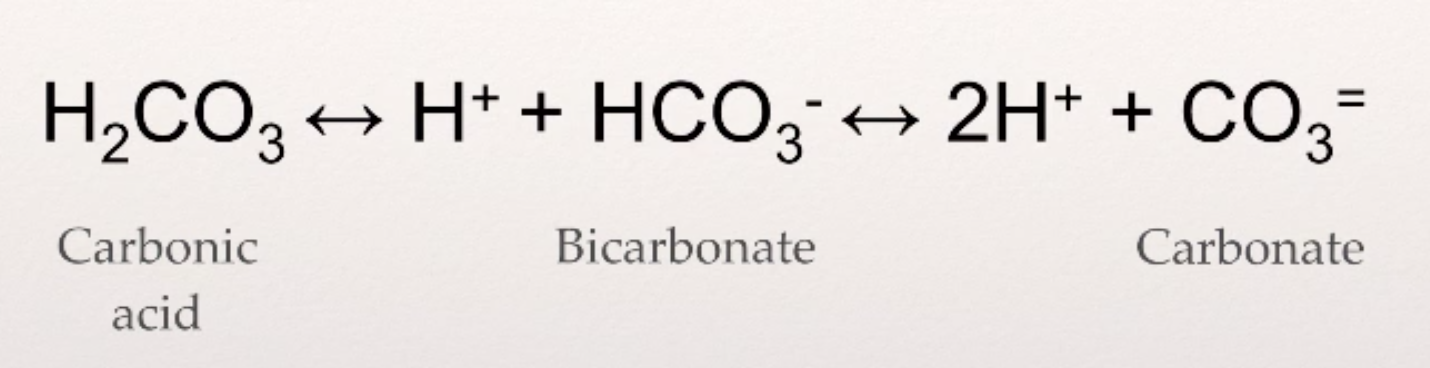 H₂CO₃ ↔ H⁺ + HCO₃⁻ ↔ 2H⁺ + CO₃⁼
Carbonic Bicarbonate Carbonate
acid